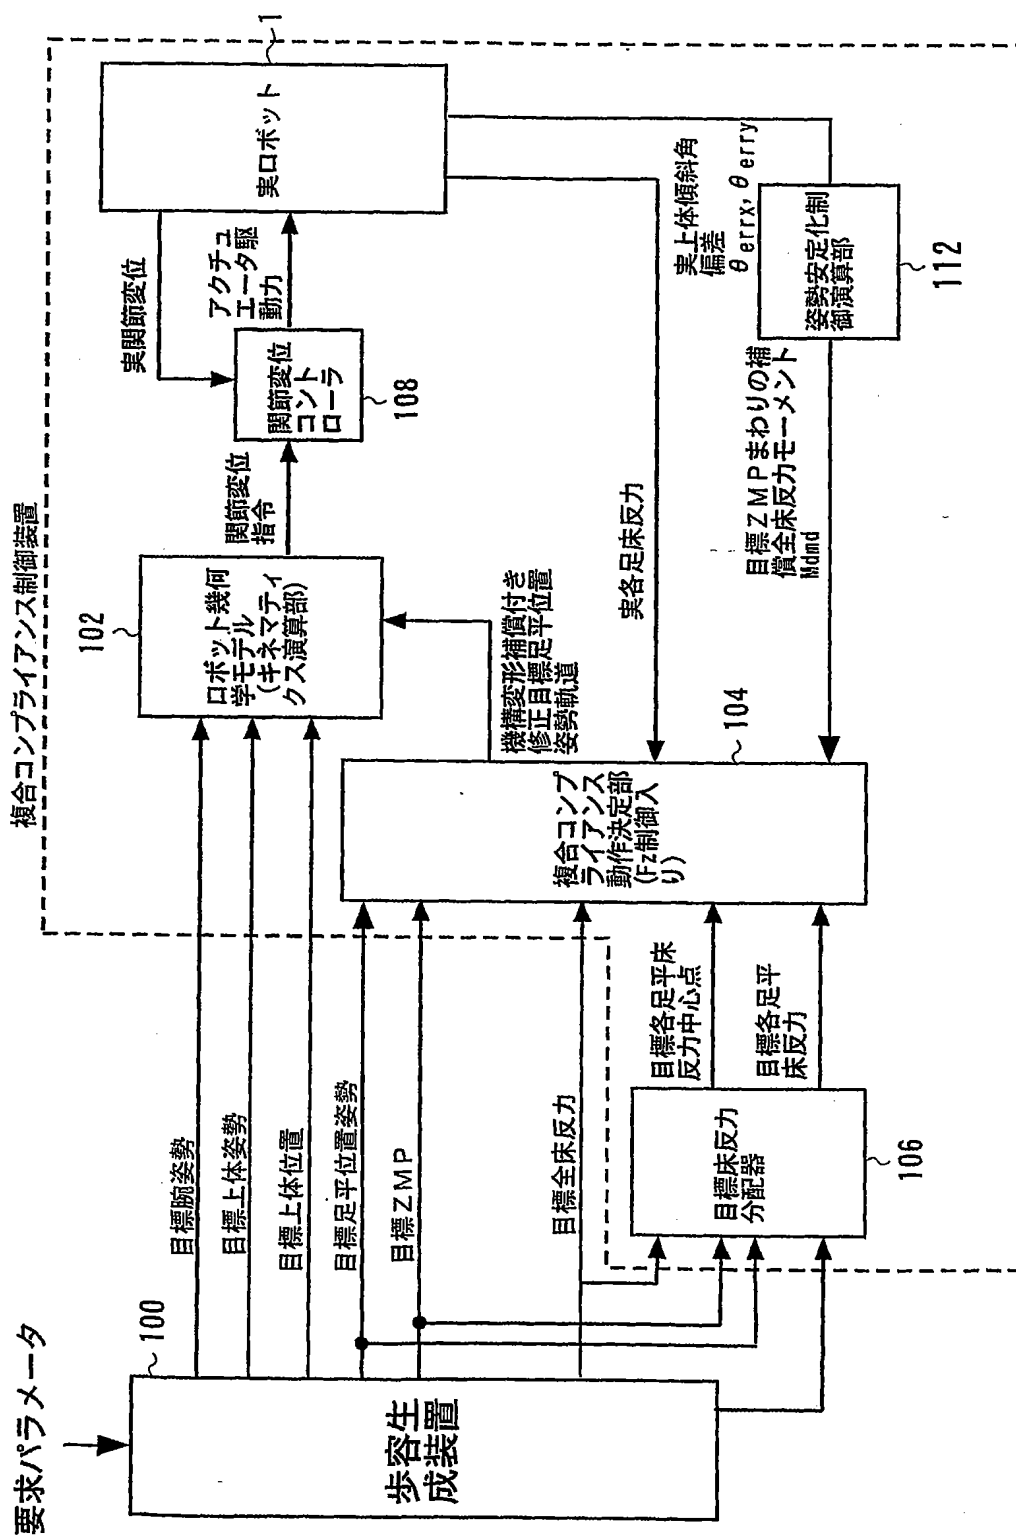 要求パラメータ
100
歩容生
成装置
複合コンプライアンス制御装置
目標腕姿勢
目標上体姿勢
目標上体位置
目標足平位置姿勢
目標ZMP
目標全床反力
目標床反力
分配器
106
目標各足平床
反力中心点
目標各足平
床反力
102
ロボット幾何
学モデル
(キネマティ
クス演算部)
複合コンプ
ライアンス
動作決定部
(Fz制御入
り)
104
機構変形補償付き
修正目標足平位置
姿勢軌道
関節変位
指令
関節変位
コント
ローラ
108
実関節変位
アクチュ
エータ駆
動力
実ロボット
1
実各足床反力
実上体傾斜角
偏差
θerrx, θerry
姿勢安定化制
御演算部
112
目標ZMPまわりの補
償全床反力モーメント
Mdmd